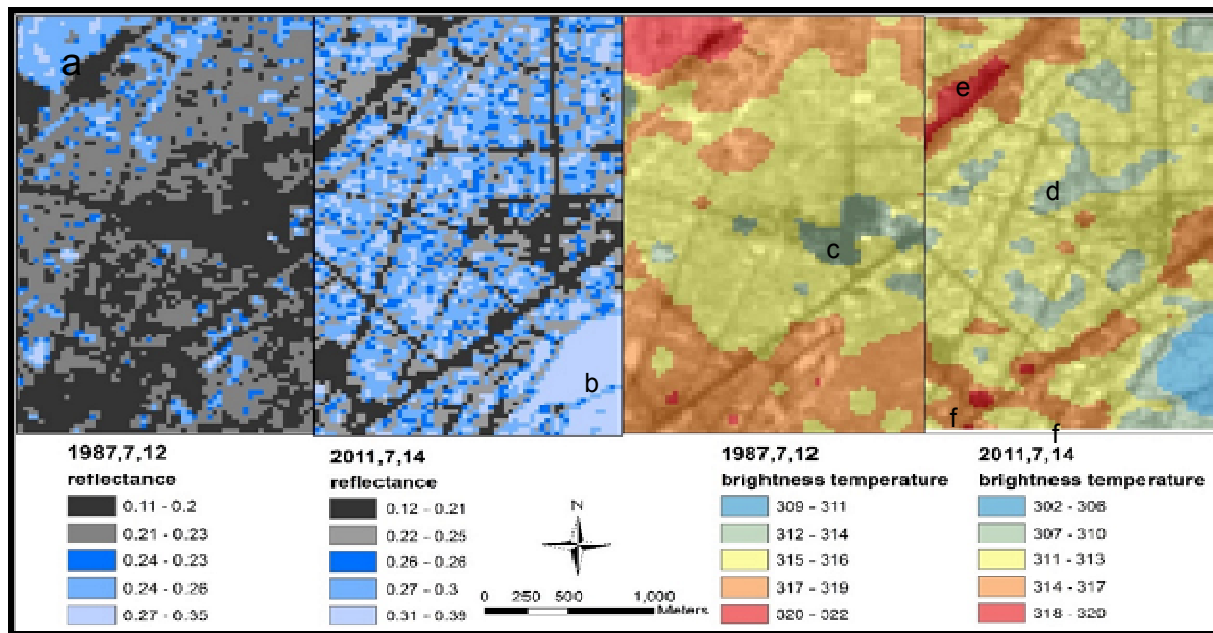 a
b
c
d
e
f
f
1987,7,12
reflectance
0.11 - 0.2
0.21 - 0.23
0.24 - 0.23
0.24 - 0.26
0.27 - 0.35
2011,7,14
reflectance
0.12 - 0.21
0.22 - 0.25
0.26 - 0.26
0.27 - 0.3
0.31 - 0.39
N
0 250 500 1,000
Meters
1987,7,12
brightness temperature
309 - 311
312 - 314
315 - 316
317 - 319
320 - 322
2011,7,14
brightness temperature
302 - 306
307 - 310
311 - 313
314 - 317
318 - 320